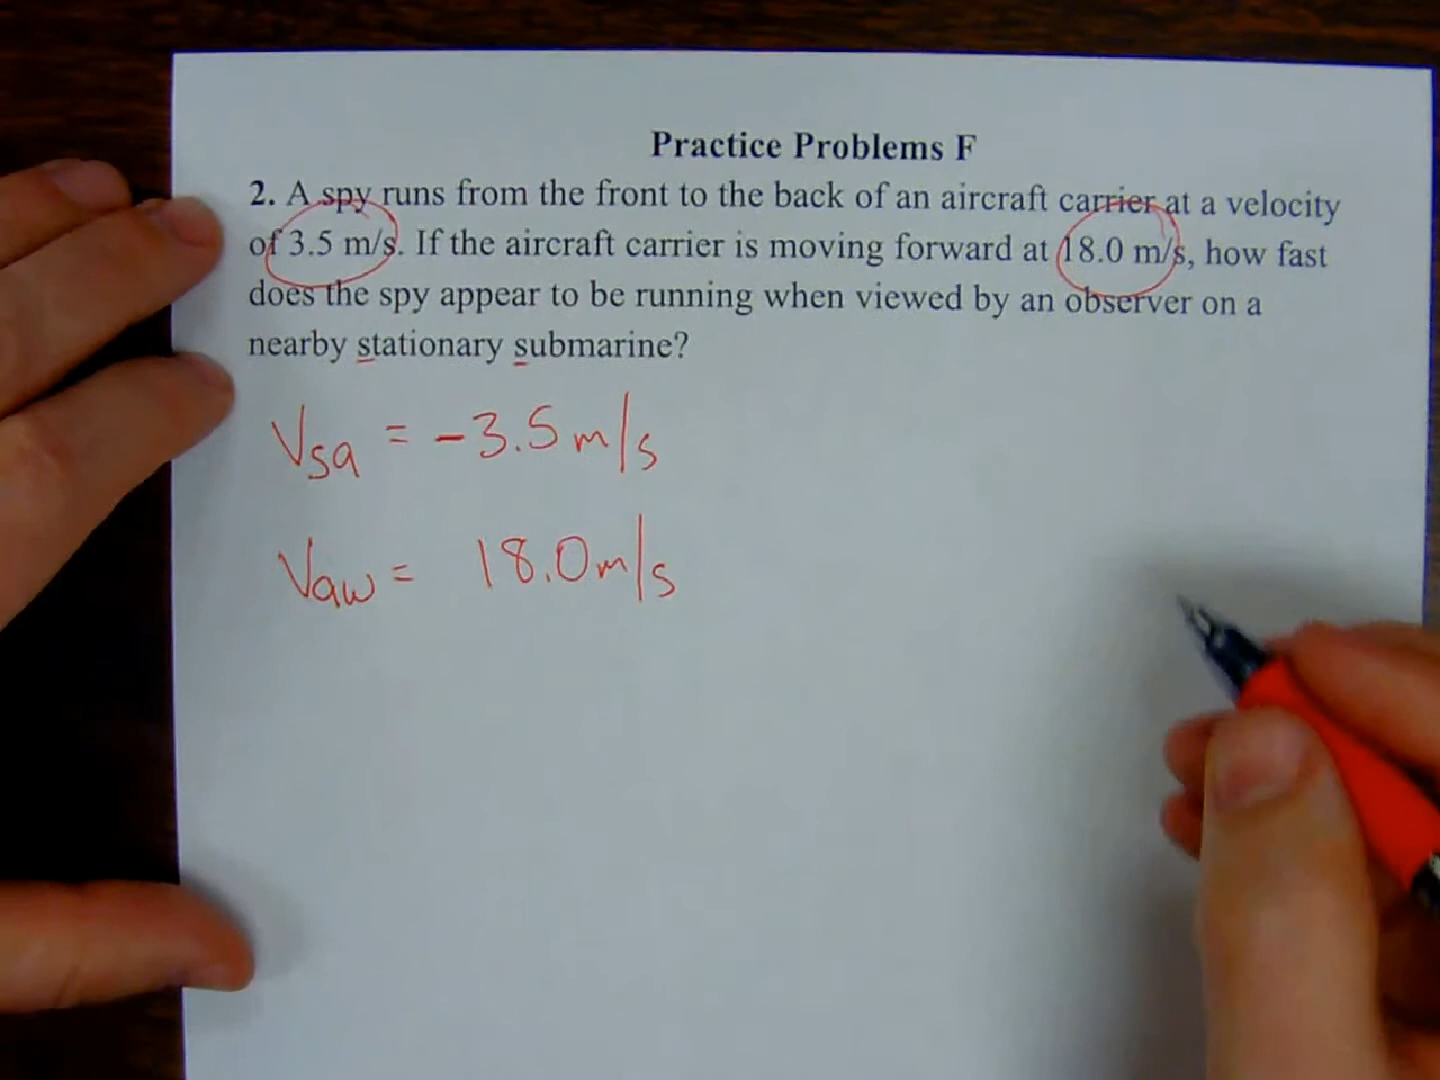 Practice Problems F
2. A spy runs from the front to the back of an aircraft carrier at a velocity
of 3.5 m/s. If the aircraft carrier is moving forward at 18.0 m/s, how fast
does the spy appear to be running when viewed by an observer on a
nearby stationary submarine?
Vsa = -3.5 m/s
Vaw = 18.0 m/s